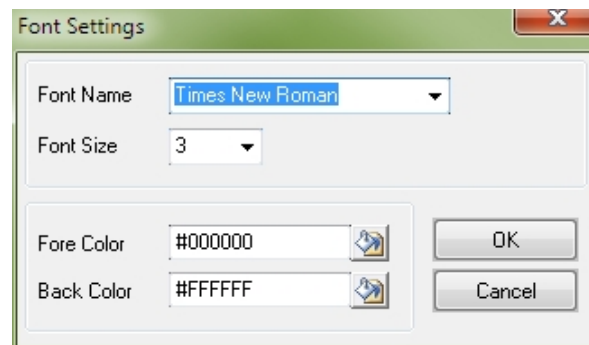 Font Settings
Font Name Times New Roman
Font Size 3
Fore Color #000000
OK
Back Color #FFFFFF
Cancel